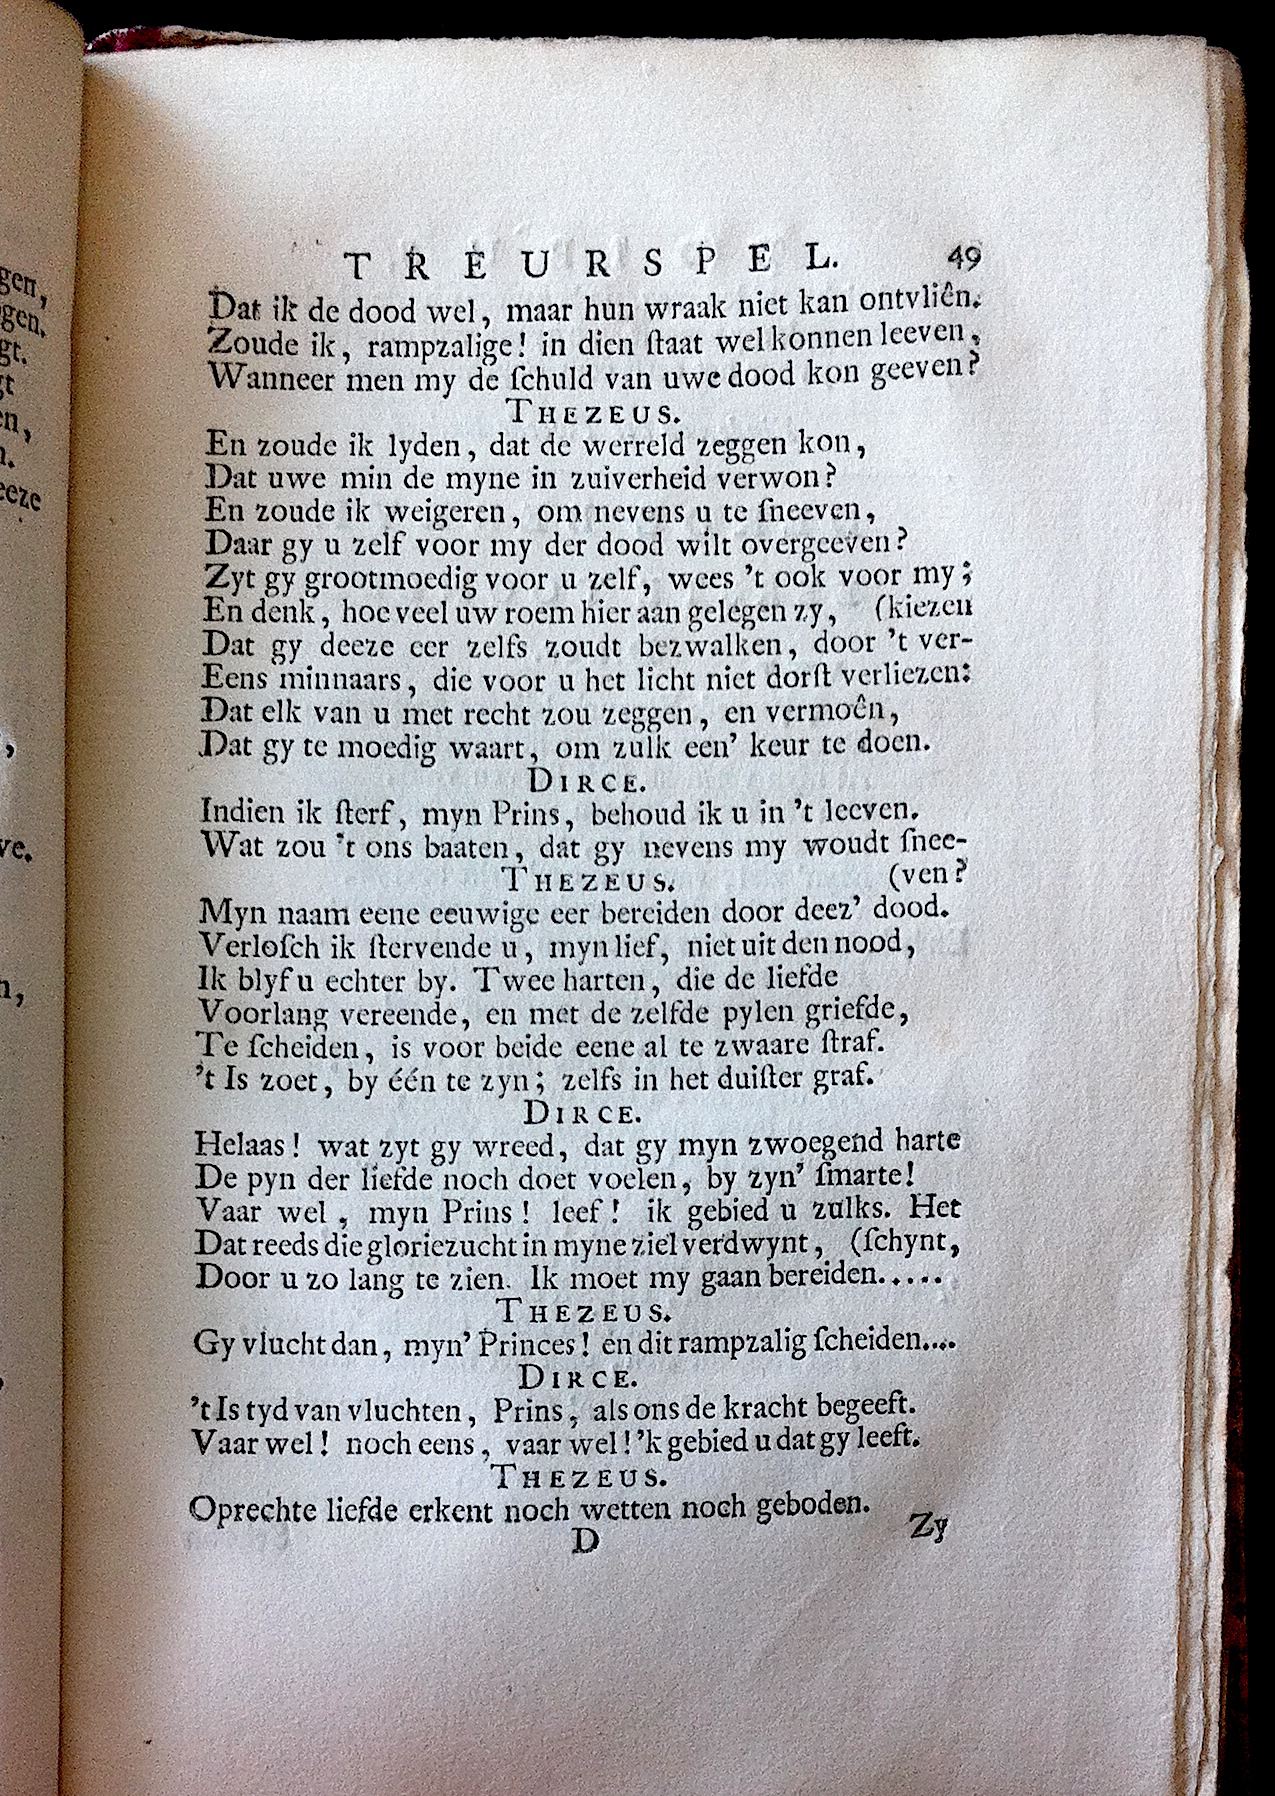 TREURSPEL. 49
Dat ik de dood wel, maar hun wraak niet kan ontvliên.
Zoude ik, rampzalige! in dien ſtaat wel konnen leeven,
Wanneer men my de ſchuld van uwe dood kon geeven?
THEZEUS.
En zoude ik lyden, dat de werreld zeggen kon,
Dat uwe min de myne in zuiverheid verwon?
En zoude ik weigeren, om nevens u te ſneeven,
Daar gy u zelf voor my der dood wilt overgeeven?
Zyt gy grootmoedig voor u zelf, wees 't ook voor my;
En denk, hoe veel uw roem hier aan gelegen zy, (kiezen
Dat gy deeze eer zelfs zoudt bezwalken, door 't ver-
Eens minnaars, die voor u het licht niet dorſt verliezen:
Dat elk van u met recht zou zeggen, en vermoên,
Dat gy te moedig waart, om zulk een' keur te doen.
DIRCE.
Indien ik ſterf, myn Prins, behoud ik u in 't leeven.
Wat zou 't ons baaten, dat gy nevens my woudt ſnee-
THEZEUS. (ven?
Myn naam eene eeuwige eer bereiden door deez' dood.
Verloſch ik ſtervende u, myn lief, niet uit den nood,
Ik blyf u echter by. Twee harten, die de liefde
Voorlang vereende, en met de zelfde pylen griefde,
Te ſcheiden, is voor beide eene al te zwaare ſtraf.
't Is zoet, by één te zyn; zelfs in het duiſter graf.
DIRCE.
Helaas! wat zyt gy wreed, dat gy myn zwoegend harte
De pyn der liefde noch doet voelen, by zyn' ſmarte!
Vaar wel, myn Prins! leef! ik gebied u zulks. Het
Dat reeds die gloriezucht in myne ziel verdwynt, (ſchynt,
Door u zo lang te zien. Ik moet my gaan bereiden.....
THEZEUS.
Gy vlucht dan, myn' Princes! en dit rampzalig ſcheiden....
DIRCE.
't Is tyd van vluchten, Prins, als ons de kracht begeeft.
Vaar wel! noch eens, vaar wel! 'k gebied u dat gy leeft.
THEZEUS.
Oprechte liefde erkent noch wetten noch geboden.
D Zy